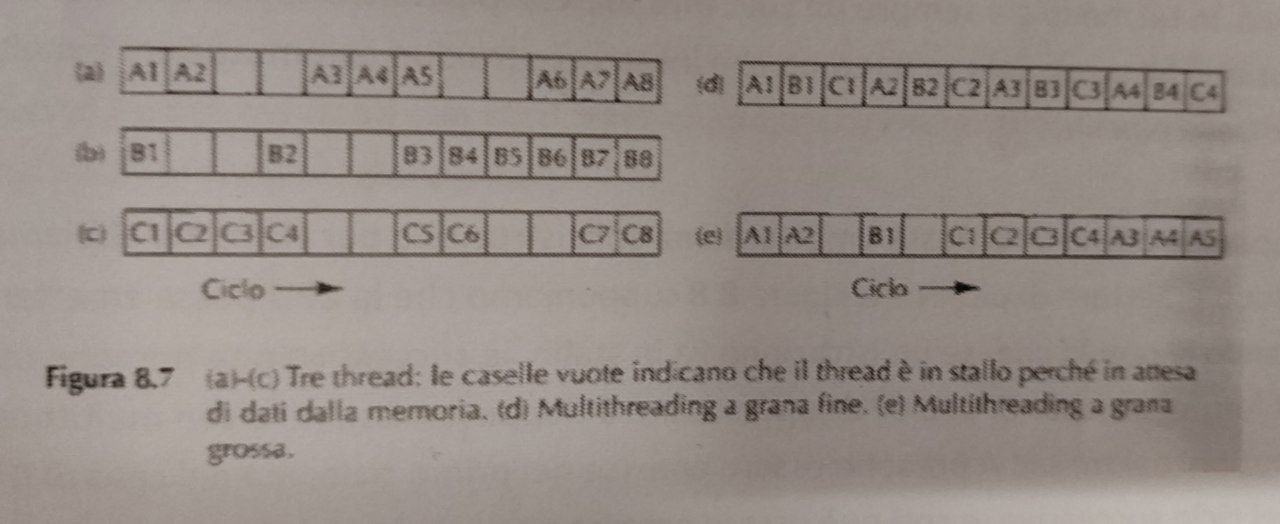 (a) A1 A2 A3 A4 A5 A6 A7 A8
(d) A1 B1 C1 A2 B2 C2 A3 B3 C3 A4 B4 C4
(b) B1 B2 B3 B4 B5 B6 B7 B8
(c) C1 C2 C3 C4 C5 C6 C7 C8
(e) A1 A2 B1 C1 C2 C3 C4 A3 A4 A5
Ciclo
Ciclo
Figura 8.7 (a)-(c) Tre thread: le caselle vuote indicano che il thread è in stallo perché in attesa
di dati dalla memoria. (d) Multithreading a grana fine. (e) Multithreading a grana
grossa.